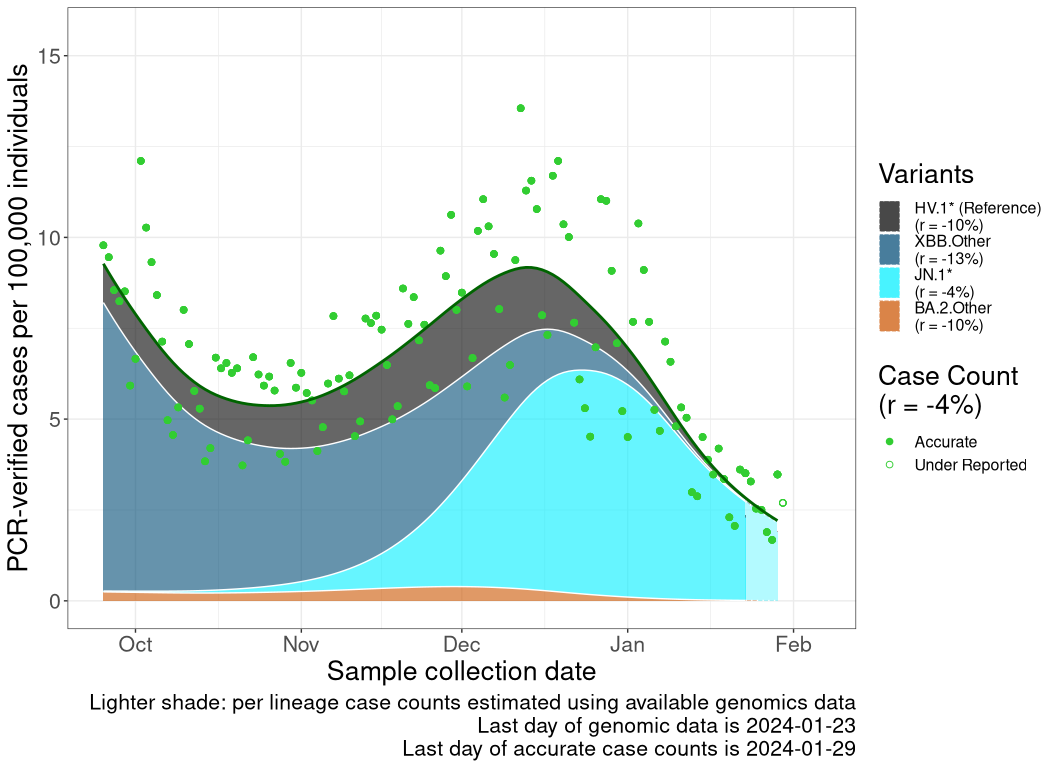 PCR-verified cases per 100,000 individuals
15
10
5
0
Oct
Nov
Dec
Jan
Feb
Sample collection date
Lighter shade: per lineage case counts estimated using available genomics data
Last day of genomic data is 2024-01-23
Last day of accurate case counts is 2024-01-29
Variants
HV.1* (Reference)
(r = -10%)
XBB.Other
(r = -13%)
JN.1*
(r = -4%)
BA.2.Other
(r = -10%)
Case Count
(r = -4%)
Accurate
Under Reported